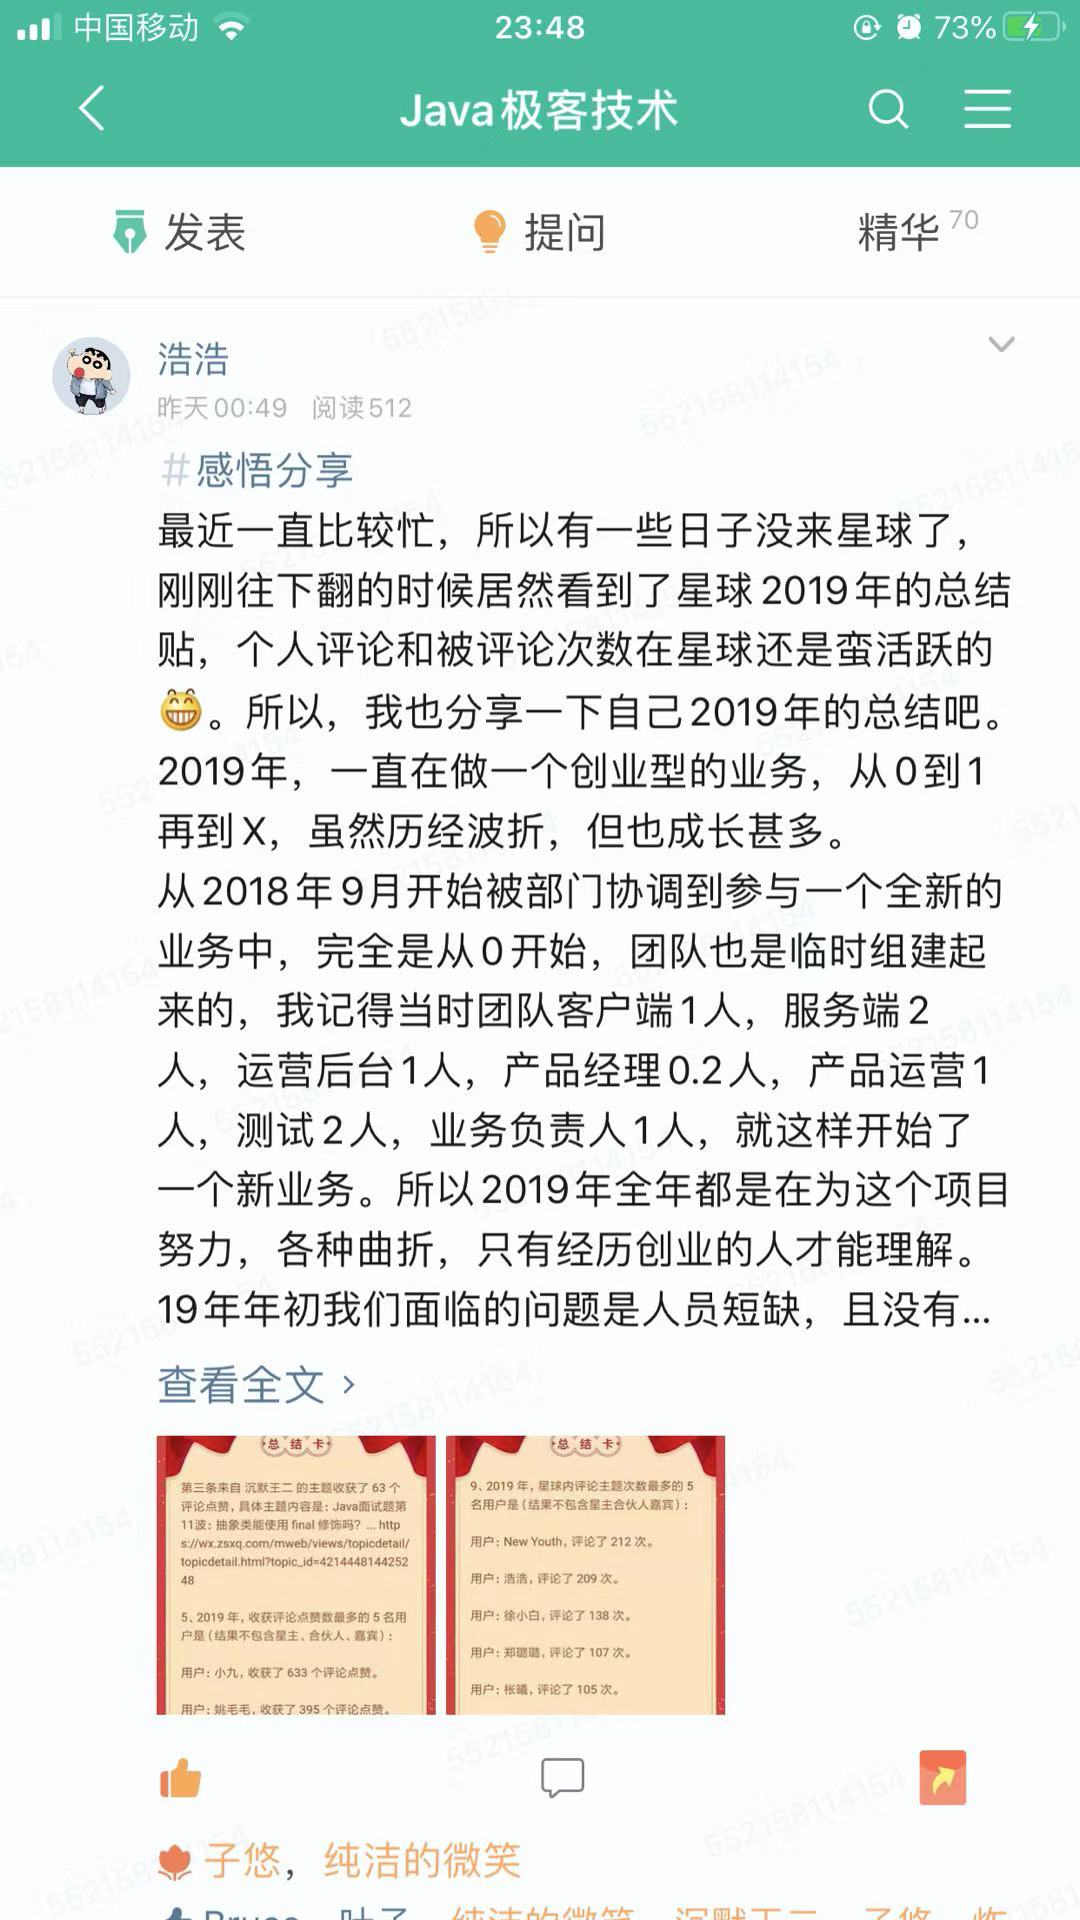 中国移动
23:48
73%
Java极客技术
发表
提问
精华 70
浩浩
昨天00:49 阅读512
#感悟分享
最近一直比较忙，所以有一些日子没来星球了，
刚刚往下翻的时候居然看到了星球2019年的总结
贴，个人评论和被评论次数在星球还是蛮活跃的
😁。所以，我也分享一下自己2019年的总结吧。
2019年，一直在做一个创业型的业务，从0到1
再到X，虽然历经波折，但也成长甚多。
从2018年9月开始被部门协调到参与一个全新的
业务中，完全是从0开始，团队也是临时组建起
来的，我记得当时团队客户端1人，服务端2
人，运营后台1人，产品经理0.2人，产品运营1
人，测试2人，业务负责人1人，就这样开始了
一个新业务。所以2019年全年都是在为这个项目
努力，各种曲折，只有经历创业的人才能理解。
19年年初我们面临的问题是人员短缺，且没有...
查看全文 >
总结卡
第三条来自 沉默王二 的主题收获了 63 个
评论点赞，具体主题内容是：Java面试题第
11波：抽象类能使用 final 修饰吗？... http
s://wx.zsxq.com/mweb/views/topicdetail/
topicdetail.html?topic_id=4214448144252
48
5、2019 年，收获评论点赞数最多的 5 名用
户是（结果不包含星主、合伙人、嘉宾）：
用户：小九，收获了 633 个评论点赞。
用户：姚毛毛，收获了 395 个评论点赞。
总结卡
9、2019 年，星球内评论主题次数最多的 5
名用户是（结果不包含星主合伙人嘉宾）：
用户：New Youth，评论了 212 次。
用户：浩浩，评论了 209 次。
用户：徐小白，评论了 138 次。
用户：郑璐璐，评论了 107 次。
用户：枨曦，评论了 105 次。
子悠，纯洁的微笑
Bruce，叶子，纯洁的微笑，沉默王二，子悠，炸
552158114154